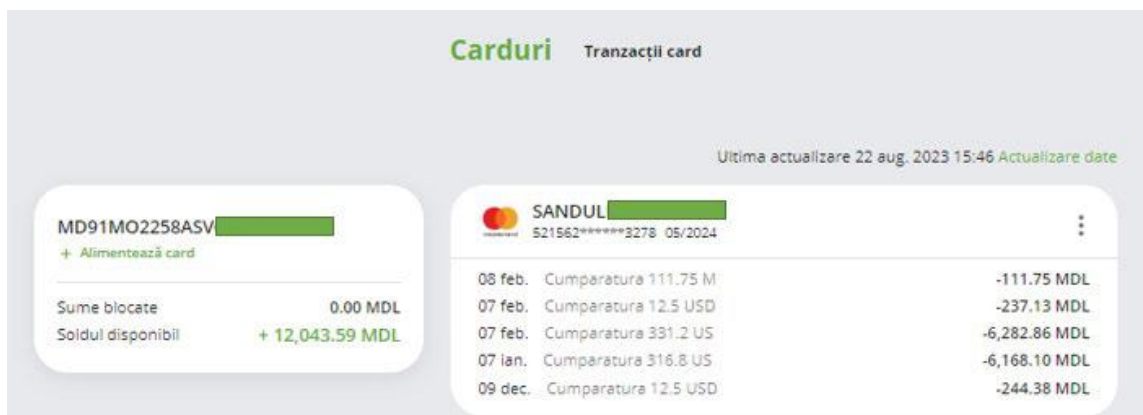 Carduri Tranzacții card
Ultima actualizare 22 aug. 2023 15:46 Actualizare date
MD91MO2258ASV
+ Alimentează card
Sume blocate 0.00 MDL
Soldul disponibil + 12,043.59 MDL
SANDUL
521562******3278 05/2024
08 feb. Cumparatura 111.75 M -111.75 MDL
07 feb. Cumparatura 12.5 USD -237.13 MDL
07 feb. Cumparatura 331.2 US -6,282.86 MDL
07 ian. Cumparatura 316.8 US -6,168.10 MDL
09 dec. Cumparatura 12.5 USD -244.38 MDL